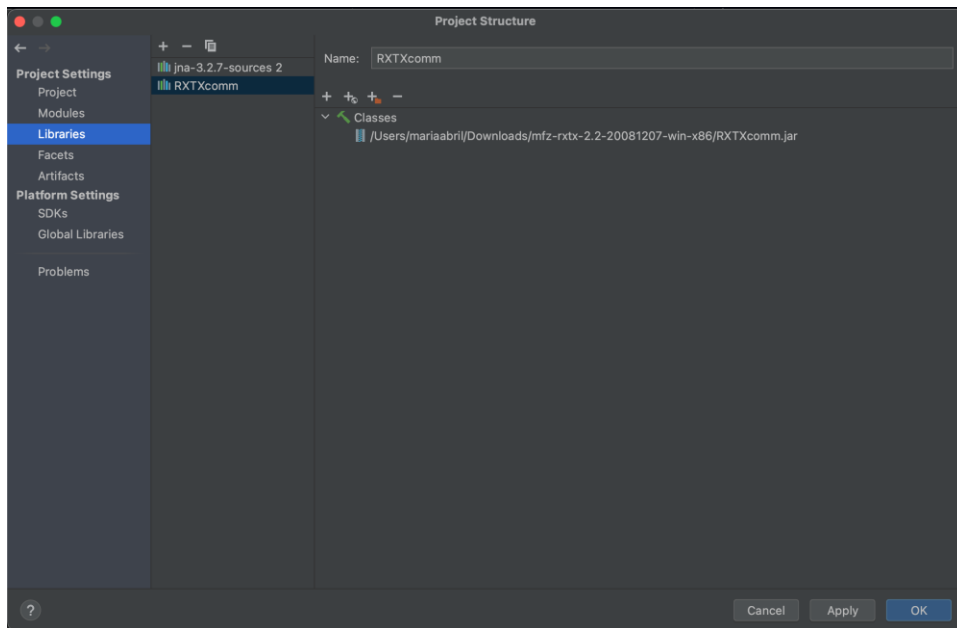 Project Structure
Project Settings
Project
Modules
Libraries
Facets
Artifacts
Platform Settings
SDKs
Global Libraries
Problems
jna-3.2.7-sources 2
RXTXcomm
Name: RXTXcomm
Classes
/Users/mariaabril/Downloads/mfz-rxtx-2.2-20081207-win-x86/RXTXcomm.jar
?
Cancel Apply OK